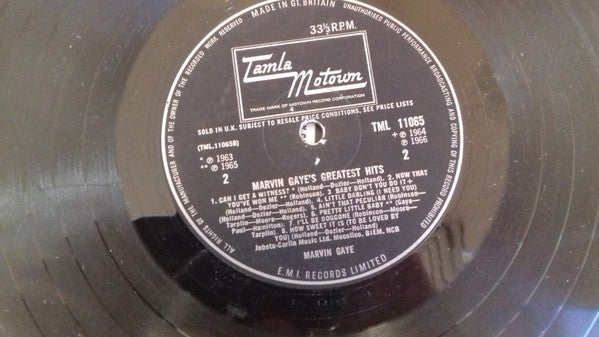 MADE IN GT. BRITAIN
UNAUTHORISED PUBLIC PERFORMANCE BROADCASTING AND COPYING OF THIS RECORD PROHIBITED
ALL RIGHTS OF THE MANUFACTURER AND OF THE OWNER OF THE RECORDED WORK RESERVED
33⅓ R.P.M.
Tamla
Motown
TRADE MARK OF MOTOWN RECORD CORPORATION
4
SOLD IN U.K. SUBJECT TO RESALE PRICE CONDITIONS, SEE PRICE LISTS
(TML.11065B)
TML 11065
* ℗ 1963
** ℗ 1965
2
+ ℗ 1964
℗ 1966
2
MARVIN GAYE'S GREATEST HITS
1. CAN I GET A WITNESS? * (Holland—Dozier—Holland). 2. NOW THAT
YOU'VE WON ME ** (Robinson). 3 BABY DON'T YOU DO IT +
(Holland—Dozier—Holland). 4 LITTLE DARLING (I NEED YOU)
(Holland—Dozier—Holland). 5. AIN'T THAT PECULIAR (Robinson—
Tarplin—Moore—Rogers). 6. PRETTY LITTLE BABY ** (Gaye—
Paul—Hamilton). 7 I'LL BE DOGGONE (Robinson—Moore—
Tarplin). 8. HOW SWEET IT IS (TO BE LOVED BY
YOU) (Holland—Dozier—Holland)
Jobete-Carlin Music Ltd. Mecolico. BIEM. NCB
MARVIN GAYE
E.M.I. RECORDS LIMITED